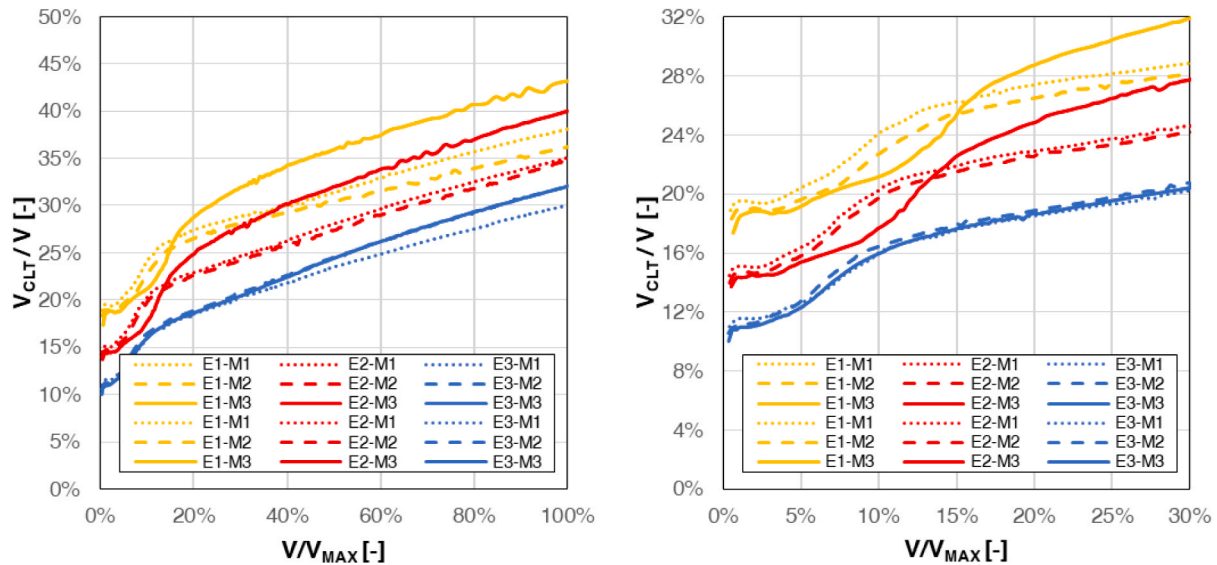 50%
45%
40%
35%
30%
25%
20%
15%
10%
5%
0%
V_CLT / V [-]
E1-M1 E2-M1 E3-M1
E1-M2 E2-M2 E3-M2
E1-M3 E2-M3 E3-M3
E1-M1 E2-M1 E3-M1
E1-M2 E2-M2 E3-M2
E1-M3 E2-M3 E3-M3
0% 20% 40% 60% 80% 100%
V/V_MAX [-]
32%
28%
24%
20%
16%
12%
8%
4%
0%
V_CLT / V [-]
E1-M1 E2-M1 E3-M1
E1-M2 E2-M2 E3-M2
E1-M3 E2-M3 E3-M3
E1-M1 E2-M1 E3-M1
E1-M2 E2-M2 E3-M2
E1-M3 E2-M3 E3-M3
0% 5% 10% 15% 20% 25% 30%
V/V_MAX [-]